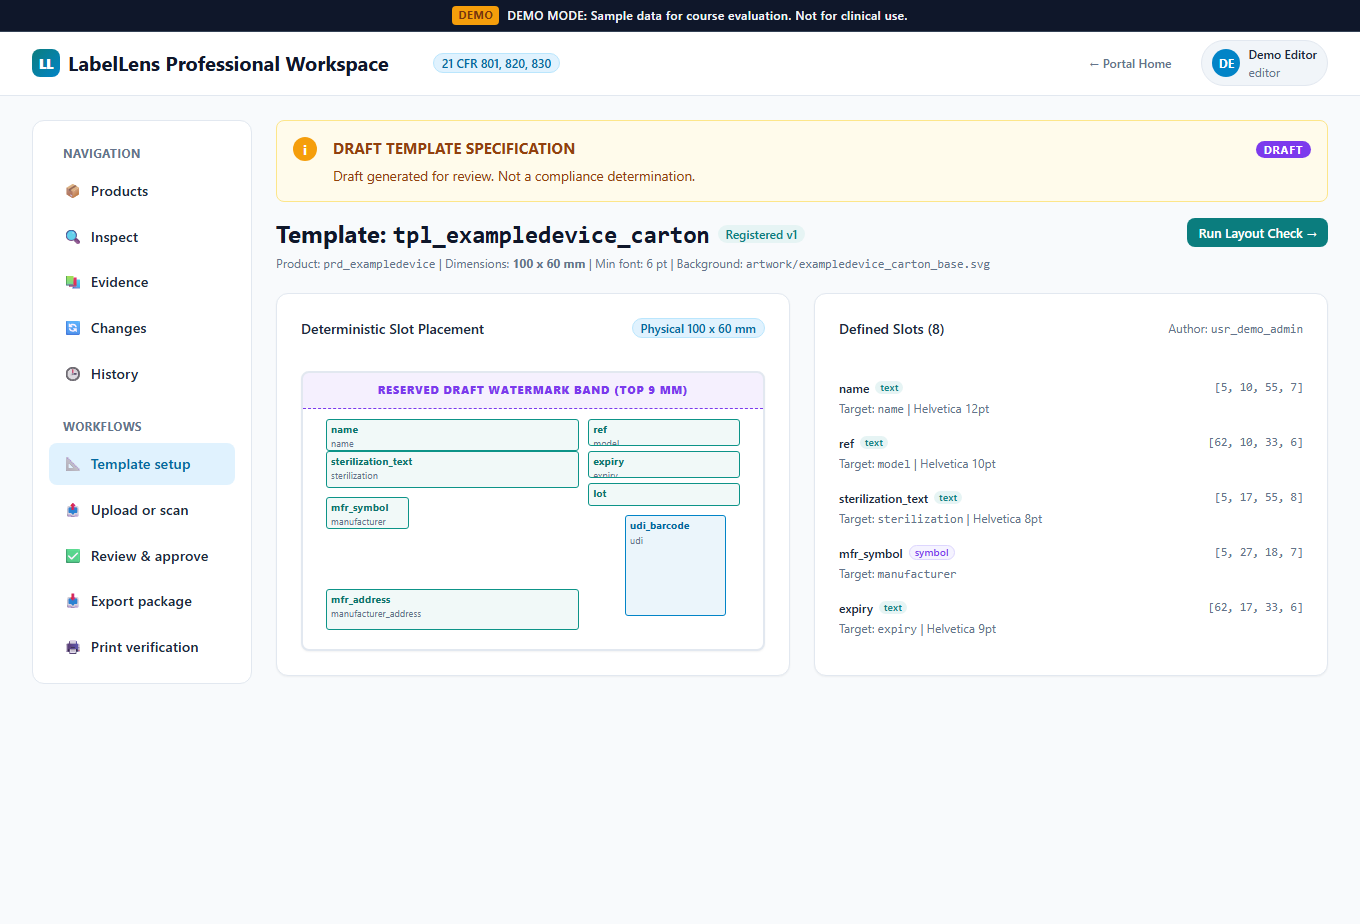 DEMO DEMO MODE: Sample data for course evaluation. Not for clinical use.
LL LabelLens Professional Workspace
21 CFR 801, 820, 830
← Portal Home
DE Demo Editor
editor
NAVIGATION
Products
Inspect
Evidence
Changes
History
WORKFLOWS
Template setup
Upload or scan
Review & approve
Export package
Print verification
i DRAFT TEMPLATE SPECIFICATION
DRAFT
Draft generated for review. Not a compliance determination.
Template: tpl_exampledevice_carton Registered v1
Run Layout Check →
Product: prd_exampledevice | Dimensions: 100 x 60 mm | Min font: 6 pt | Background: artwork/exampledevice_carton_base.svg
Deterministic Slot Placement
Physical 100 x 60 mm
RESERVED DRAFT WATERMARK BAND (TOP 9 MM)
name
name
ref
model
sterilization_text
sterilization
expiry
expiry
lot
mfr_symbol
manufacturer
udi_barcode
udi
mfr_address
manufacturer_address
Defined Slots (8)
Author: usr_demo_admin
name text [5, 10, 55, 7]
Target: name | Helvetica 12pt
ref text [62, 10, 33, 6]
Target: model | Helvetica 10pt
sterilization_text text [5, 17, 55, 8]
Target: sterilization | Helvetica 8pt
mfr_symbol symbol [5, 27, 18, 7]
Target: manufacturer
expiry text [62, 17, 33, 6]
Target: expiry | Helvetica 9pt